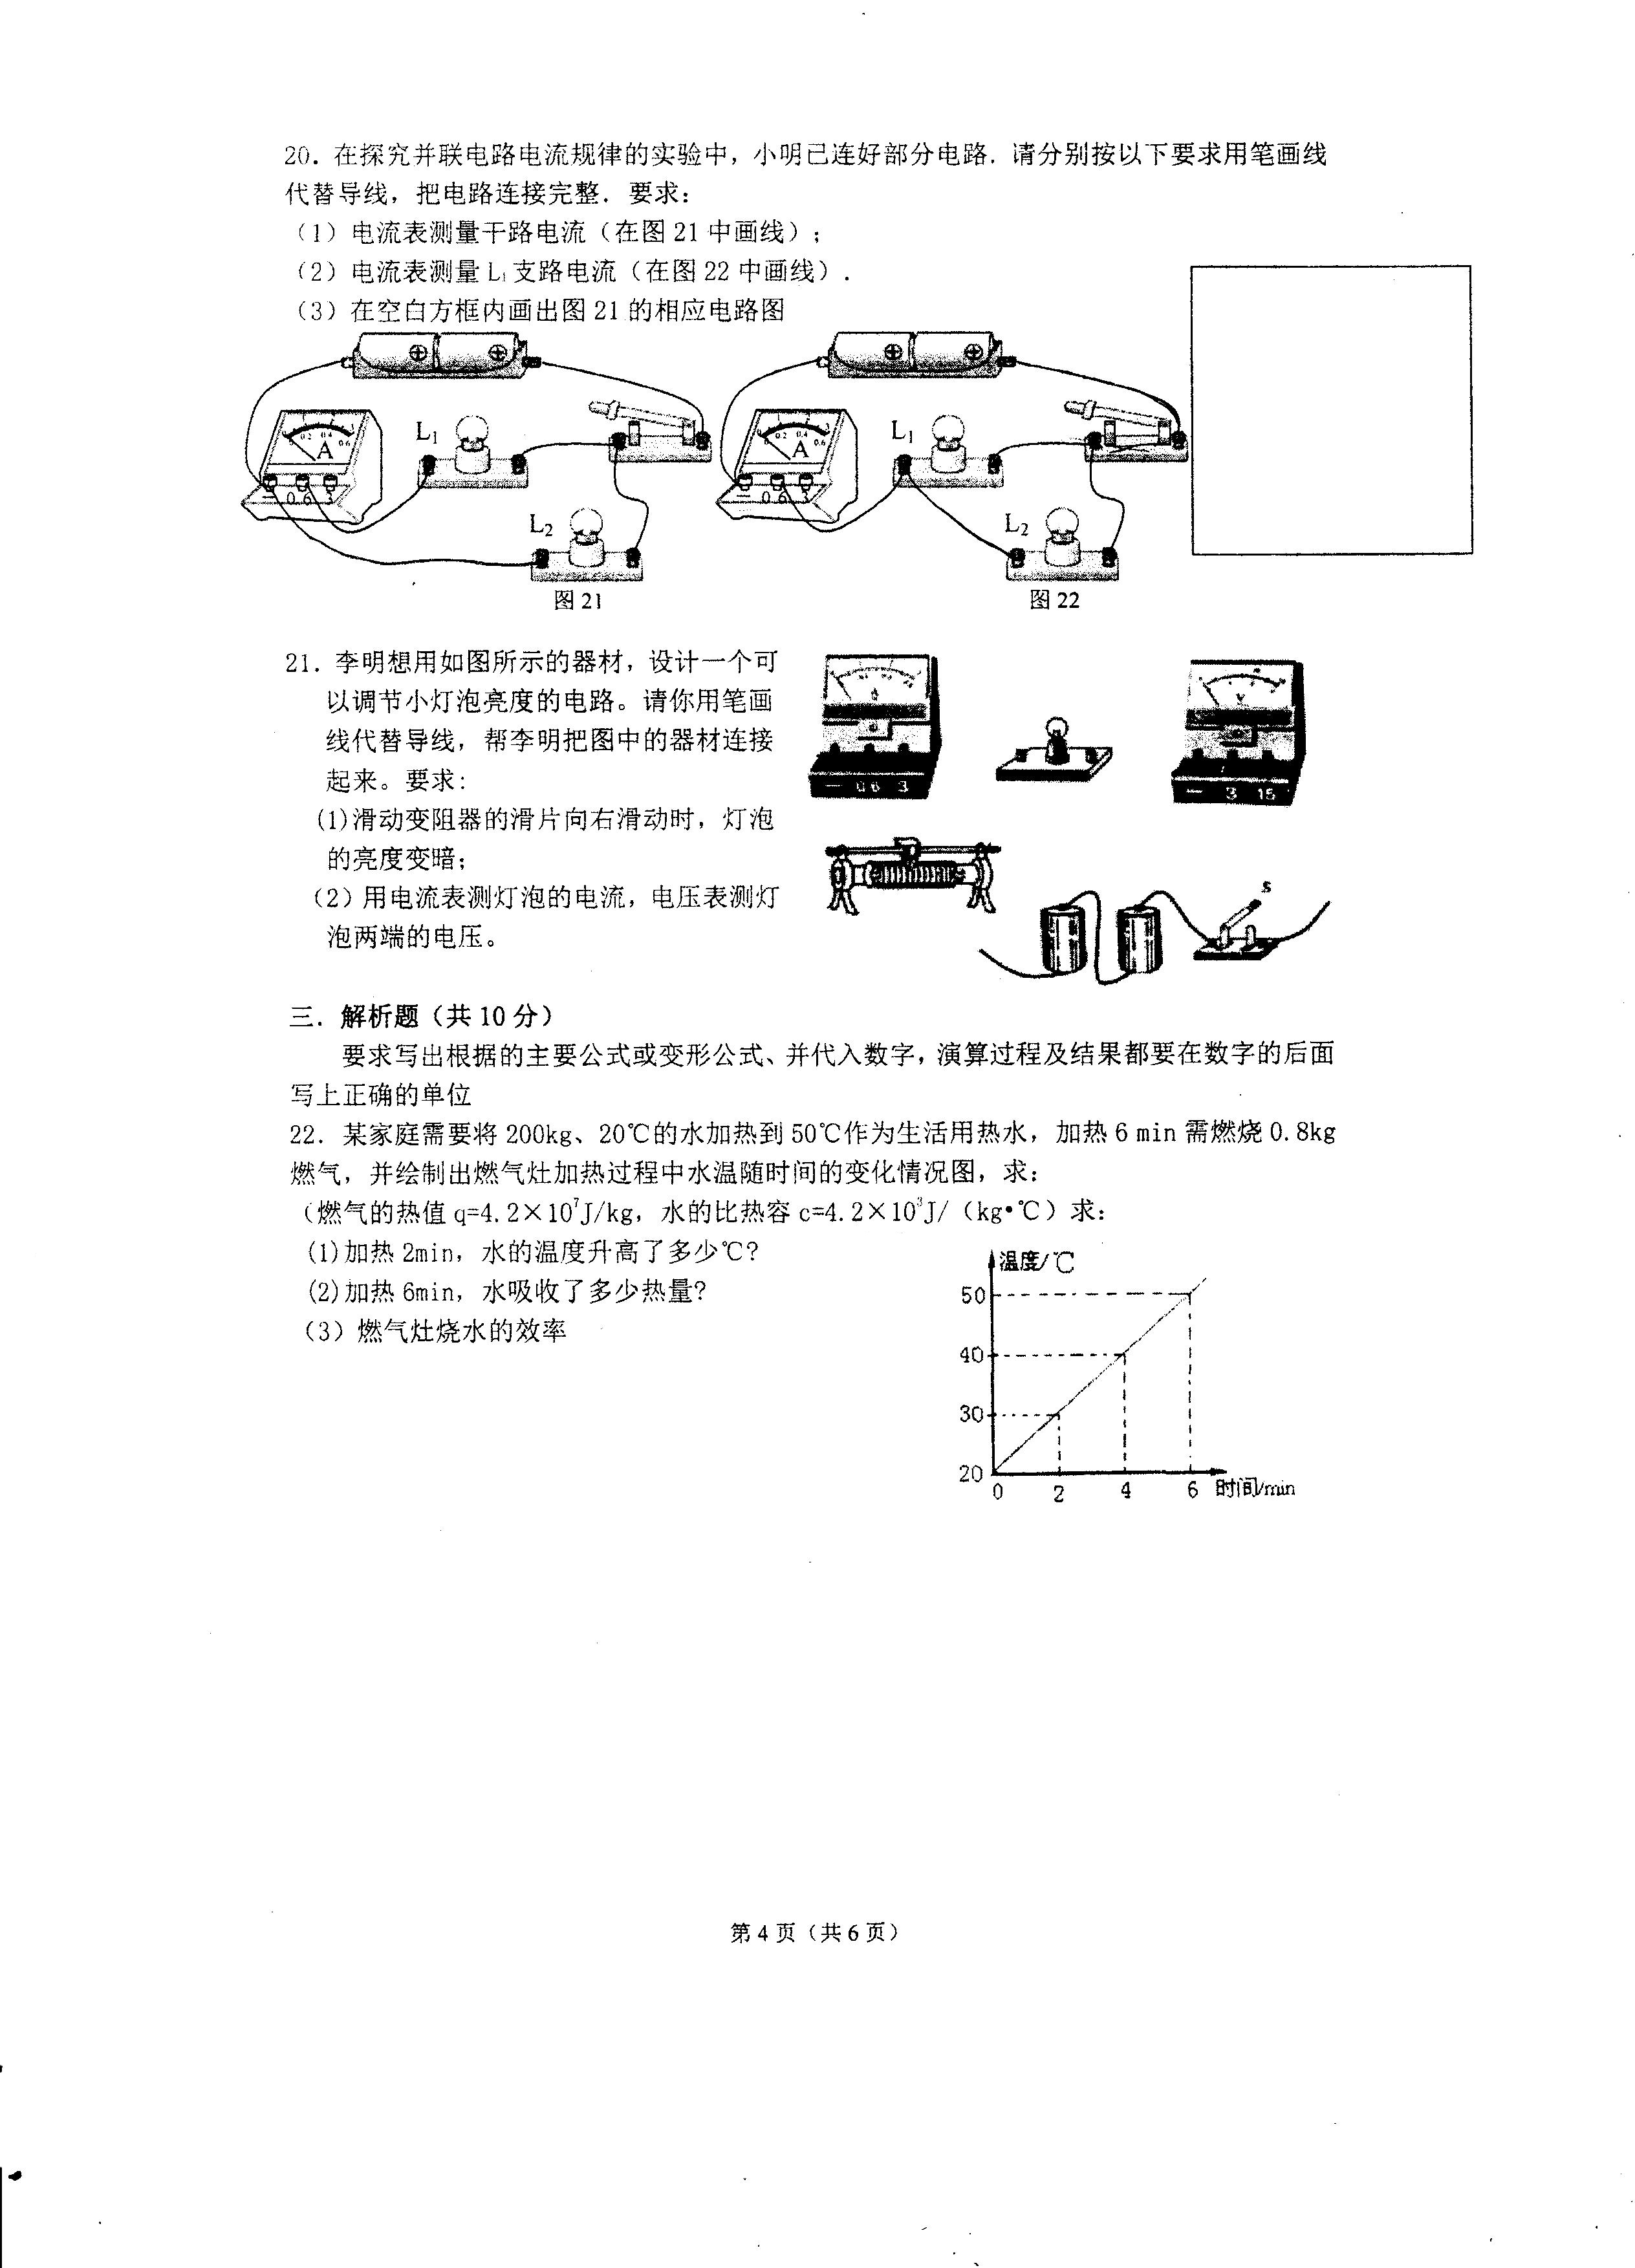 20. 在探究并联电路电流规律的实验中，小明已连好部分电路. 请分别按以下要求用笔画线
代替导线，把电路连接完整. 要求：
（1）电流表测量干路电流（在图 21 中画线）；
（2）电流表测量 L₁ 支路电流（在图 22 中画线）.
（3）在空白方框内画出图 21 的相应电路图
L₁
0.2 0.4 0.6
A
− 0.6 3
L₂
图 21
L₁
0.2 0.4 0.6
A
− 0.6 3
L₂
图 22
21. 李明想用如图所示的器材，设计一个可
以调节小灯泡亮度的电路。请你用笔画
线代替导线，帮李明把图中的器材连接
起来。要求：
(1)滑动变阻器的滑片向右滑动时，灯泡
的亮度变暗；
（2）用电流表测灯泡的电流，电压表测灯
泡两端的电压。
— 0.6 3
V
— 3 15
S
三. 解析题（共 10 分）
要求写出根据的主要公式或变形公式、并代入数字，演算过程及结果都要在数字的后面
写上正确的单位
22. 某家庭需要将 200kg、20℃的水加热到 50℃作为生活用热水，加热 6 min 需燃烧 0.8kg
燃气，并绘制出燃气灶加热过程中水温随时间的变化情况图，求：
（燃气的热值 q=4.2×10⁷J/kg，水的比热容 c=4.2×10³J/（kg•℃）求：
(1)加热 2min，水的温度升高了多少℃？
(2)加热 6min，水吸收了多少热量？
（3）燃气灶烧水的效率
温度/℃
50
40
30
20
0 2 4 6 时间/min
第 4 页（共 6 页）